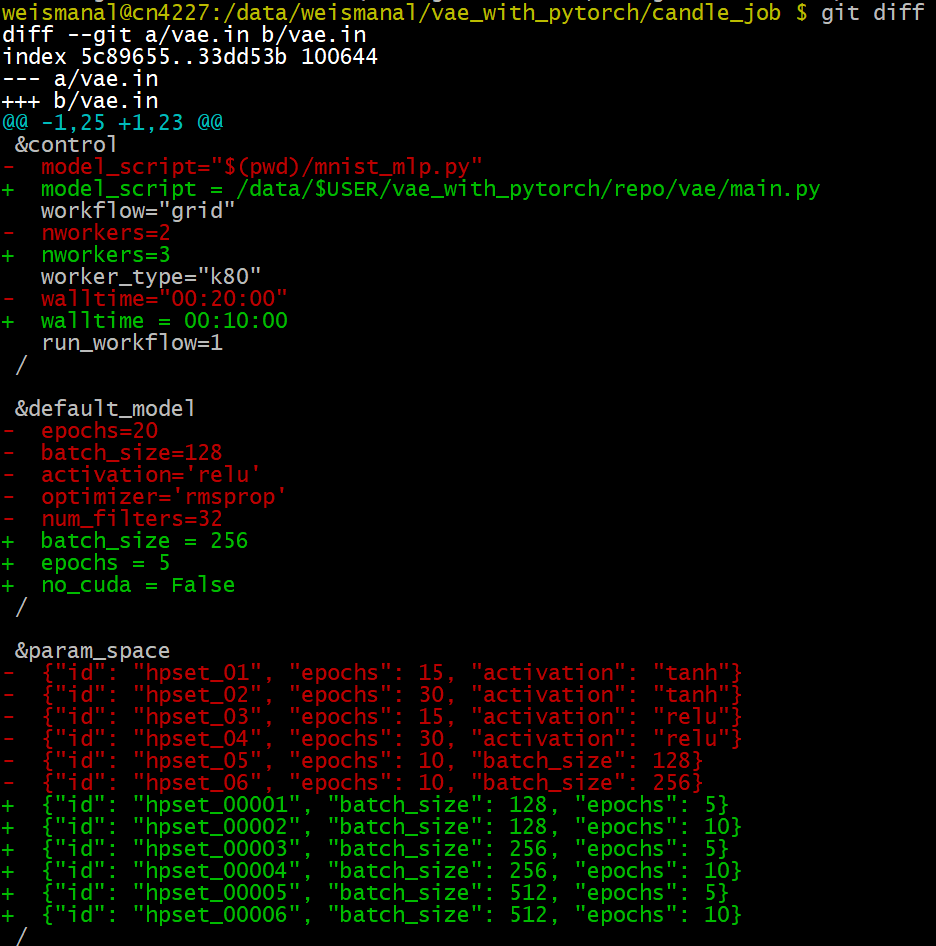 weismanal@cn4227:/data/weismanal/vae_with_pytorch/candle_job $ git diff
diff --git a/vae.in b/vae.in
index 5c89655..33dd53b 100644
--- a/vae.in
+++ b/vae.in
@@ -1,25 +1,23 @@
 &control
-  model_script="$(pwd)/mnist_mlp.py"
+  model_script = /data/$USER/vae_with_pytorch/repo/vae/main.py
   workflow="grid"
-  nworkers=2
+  nworkers=3
   worker_type="k80"
-  walltime="00:20:00"
+  walltime = 00:10:00
   run_workflow=1
 /

 &default_model
-  epochs=20
-  batch_size=128
-  activation='relu'
-  optimizer='rmsprop'
-  num_filters=32
+  batch_size = 256
+  epochs = 5
+  no_cuda = False
 /

 &param_space
-  {"id": "hpset_01", "epochs": 15, "activation": "tanh"}
-  {"id": "hpset_02", "epochs": 30, "activation": "tanh"}
-  {"id": "hpset_03", "epochs": 15, "activation": "relu"}
-  {"id": "hpset_04", "epochs": 30, "activation": "relu"}
-  {"id": "hpset_05", "epochs": 10, "batch_size": 128}
-  {"id": "hpset_06", "epochs": 10, "batch_size": 256}
+  {"id": "hpset_00001", "batch_size": 128, "epochs": 5}
+  {"id": "hpset_00002", "batch_size": 128, "epochs": 10}
+  {"id": "hpset_00003", "batch_size": 256, "epochs": 5}
+  {"id": "hpset_00004", "batch_size": 256, "epochs": 10}
+  {"id": "hpset_00005", "batch_size": 512, "epochs": 5}
+  {"id": "hpset_00006", "batch_size": 512, "epochs": 10}
 /